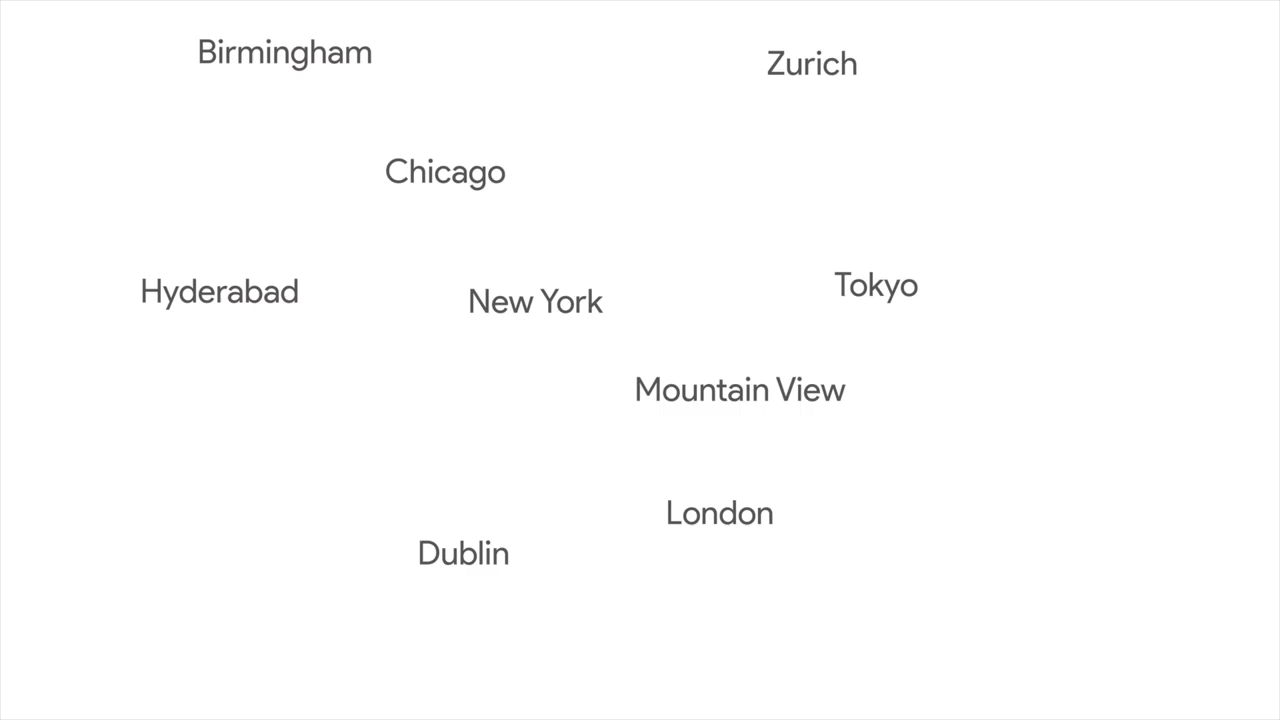 Birmingham
Zurich
Chicago
Hyderabad
New York
Tokyo
Mountain View
London
Dublin